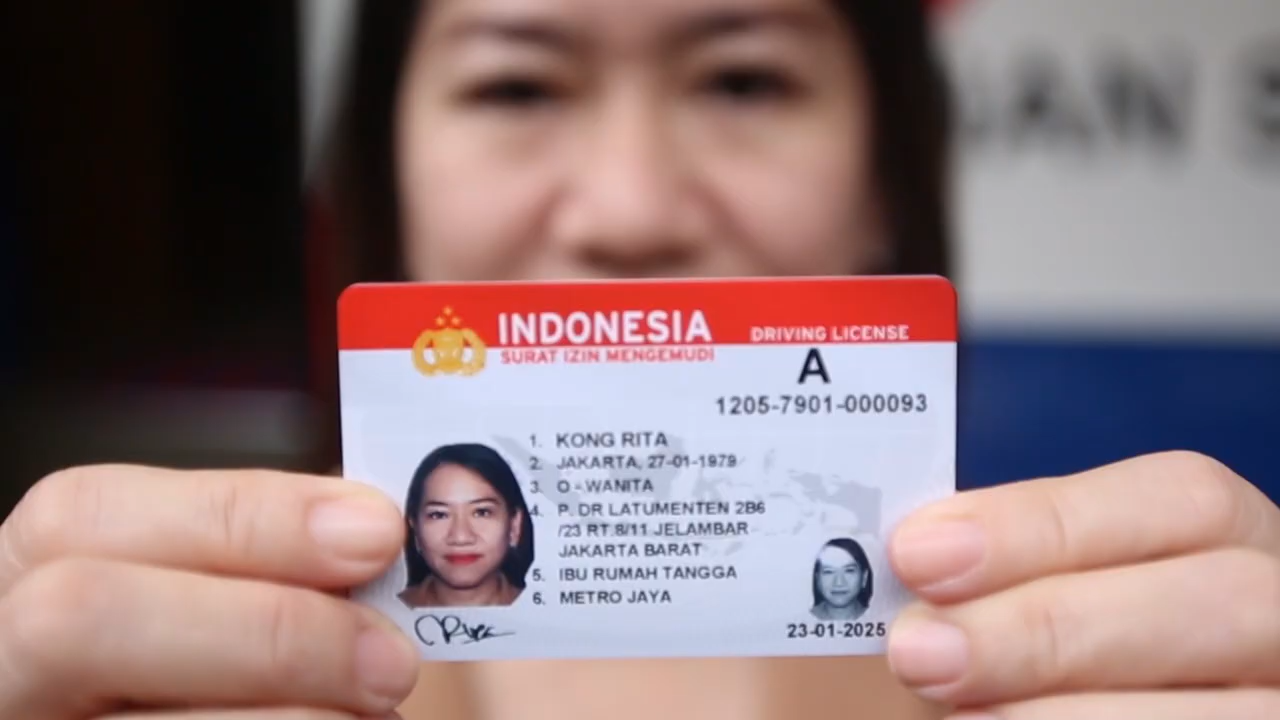 INDONESIA
SURAT IZIN MENGEMUDI
DRIVING LICENSE
A
1205-7901-000093
1. KONG RITA
2. JAKARTA, 27-01-1979
3. O - WANITA
4. P. DR LATUMENTEN 2B6
/23 RT.8/11 JELAMBAR
JAKARTA BARAT
5. IBU RUMAH TANGGA
6. METRO JAYA
23-01-2025